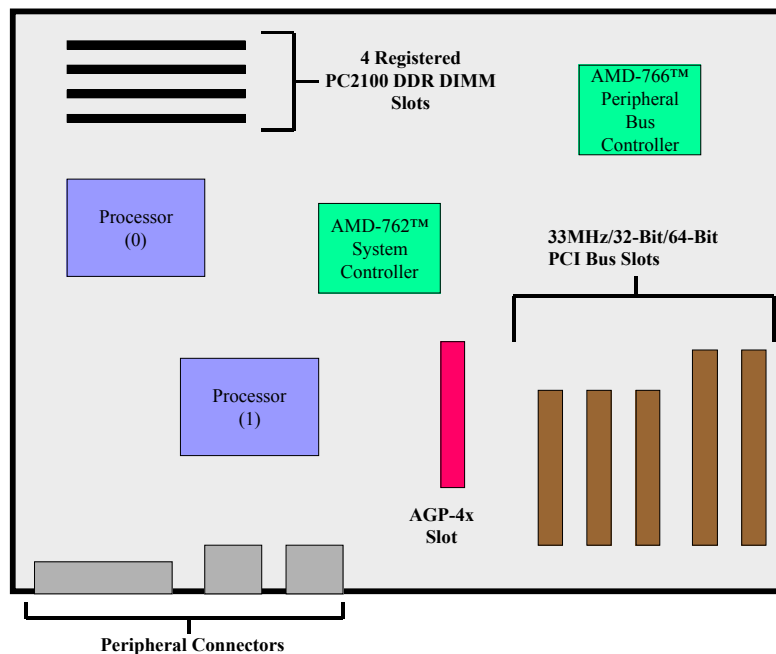 4 Registered
PC2100 DDR DIMM
Slots
AMD-766™
Peripheral
Bus
Controller
Processor
(0)
AMD-762™
System
Controller
33MHz/32-Bit/64-Bit
PCI Bus Slots
Processor
(1)
AGP-4x
Slot
Peripheral Connectors